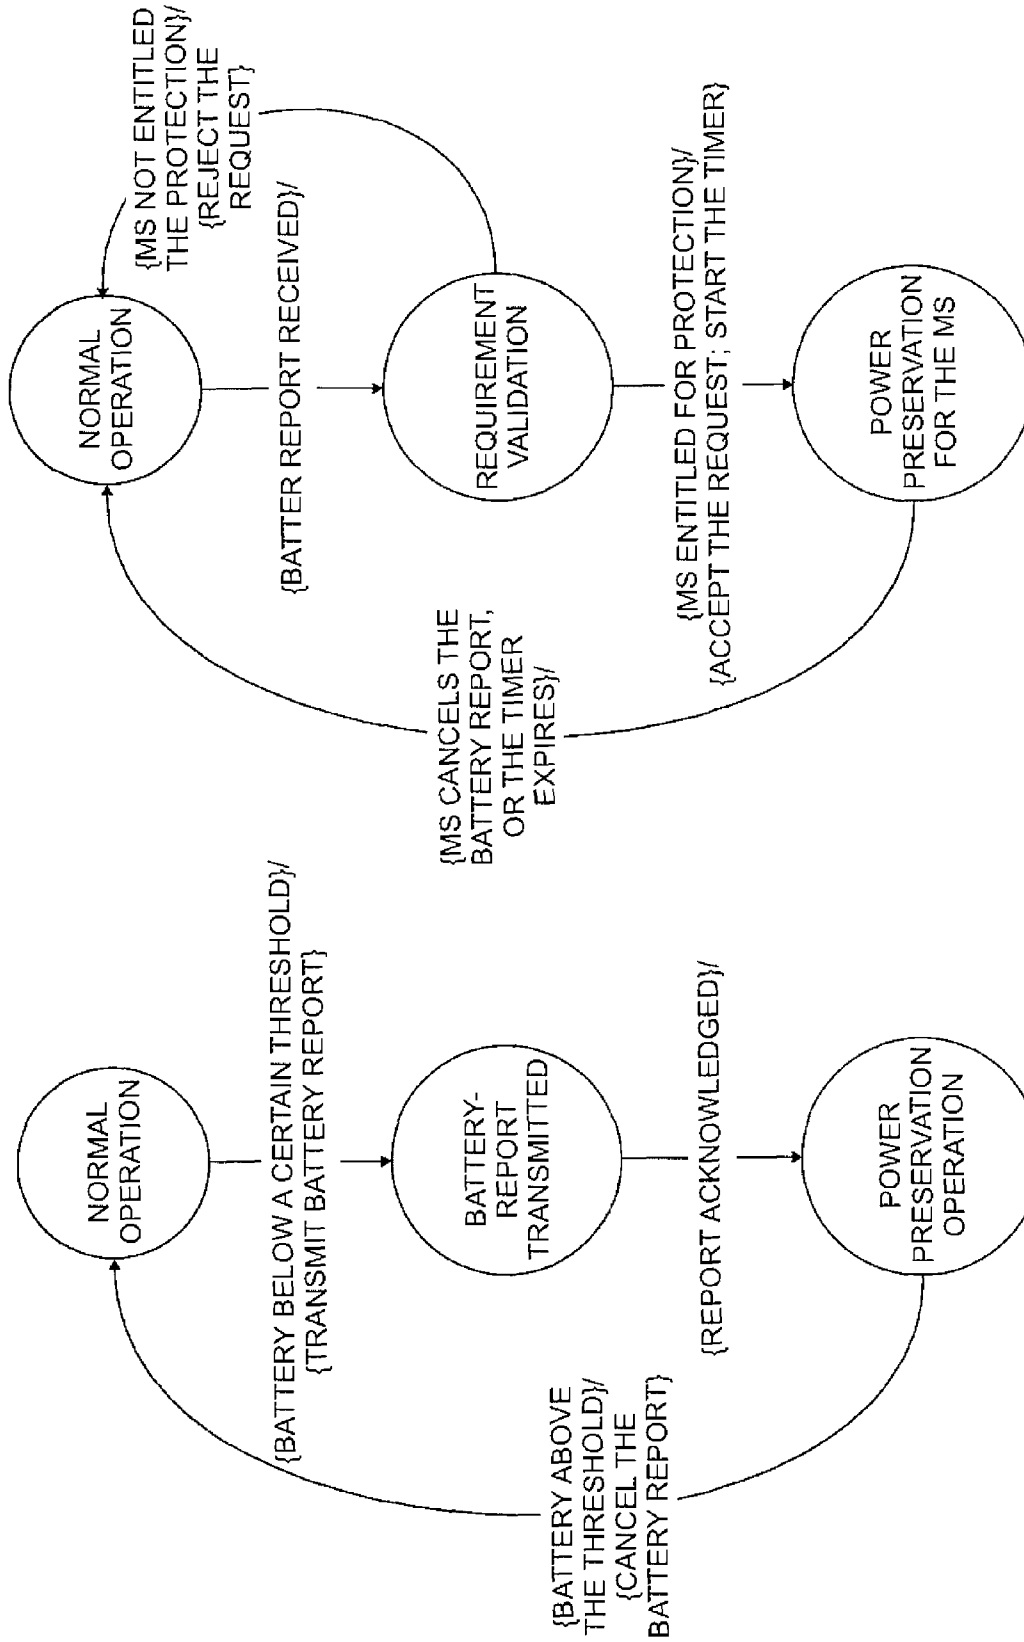 NORMAL
OPERATION
{BATTERY BELOW A CERTAIN THRESHOLD}/
{TRANSMIT BATTERY REPORT}
BATTERY-
REPORT
TRANSMITTED
{REPORT ACKNOWLEDGED}/
POWER
PRESERVATION
OPERATION
{BATTERY ABOVE
THE THRESHOLD}/
{CANCEL THE
BATTERY REPORT}
NORMAL
OPERATION
{MS NOT ENTITLED
THE PROTECTION}/
{REJECT THE
REQUEST}
{BATTER REPORT RECEIVED}/
REQUIREMENT
VALIDATION
{MS ENTITLED FOR PROTECTION}/
{ACCEPT THE REQUEST; START THE TIMER}
POWER
PRESERVATION
FOR THE MS
{MS CANCELS THE
BATTERY REPORT,
OR THE TIMER
EXPIRES}/